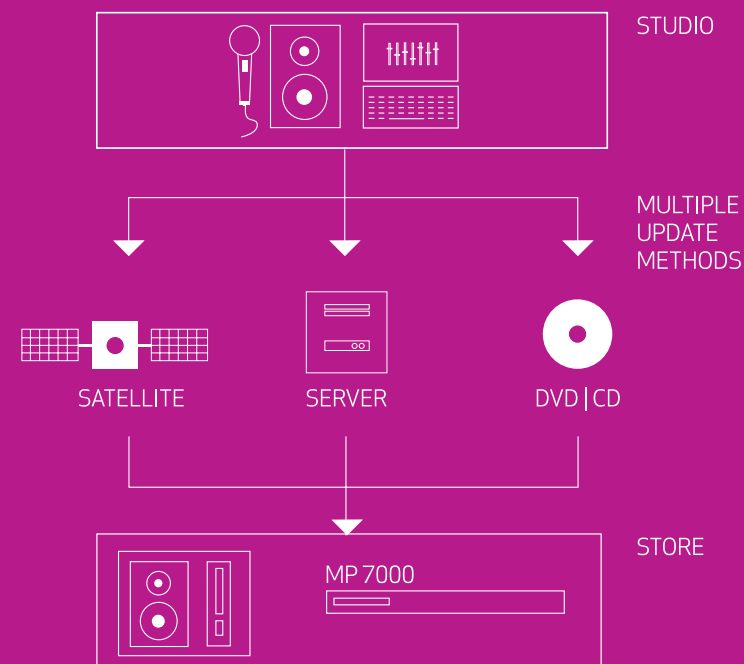 STUDIO
MULTIPLE
UPDATE
METHODS
SATELLITE
SERVER
DVD|CD
STORE
MP 7000